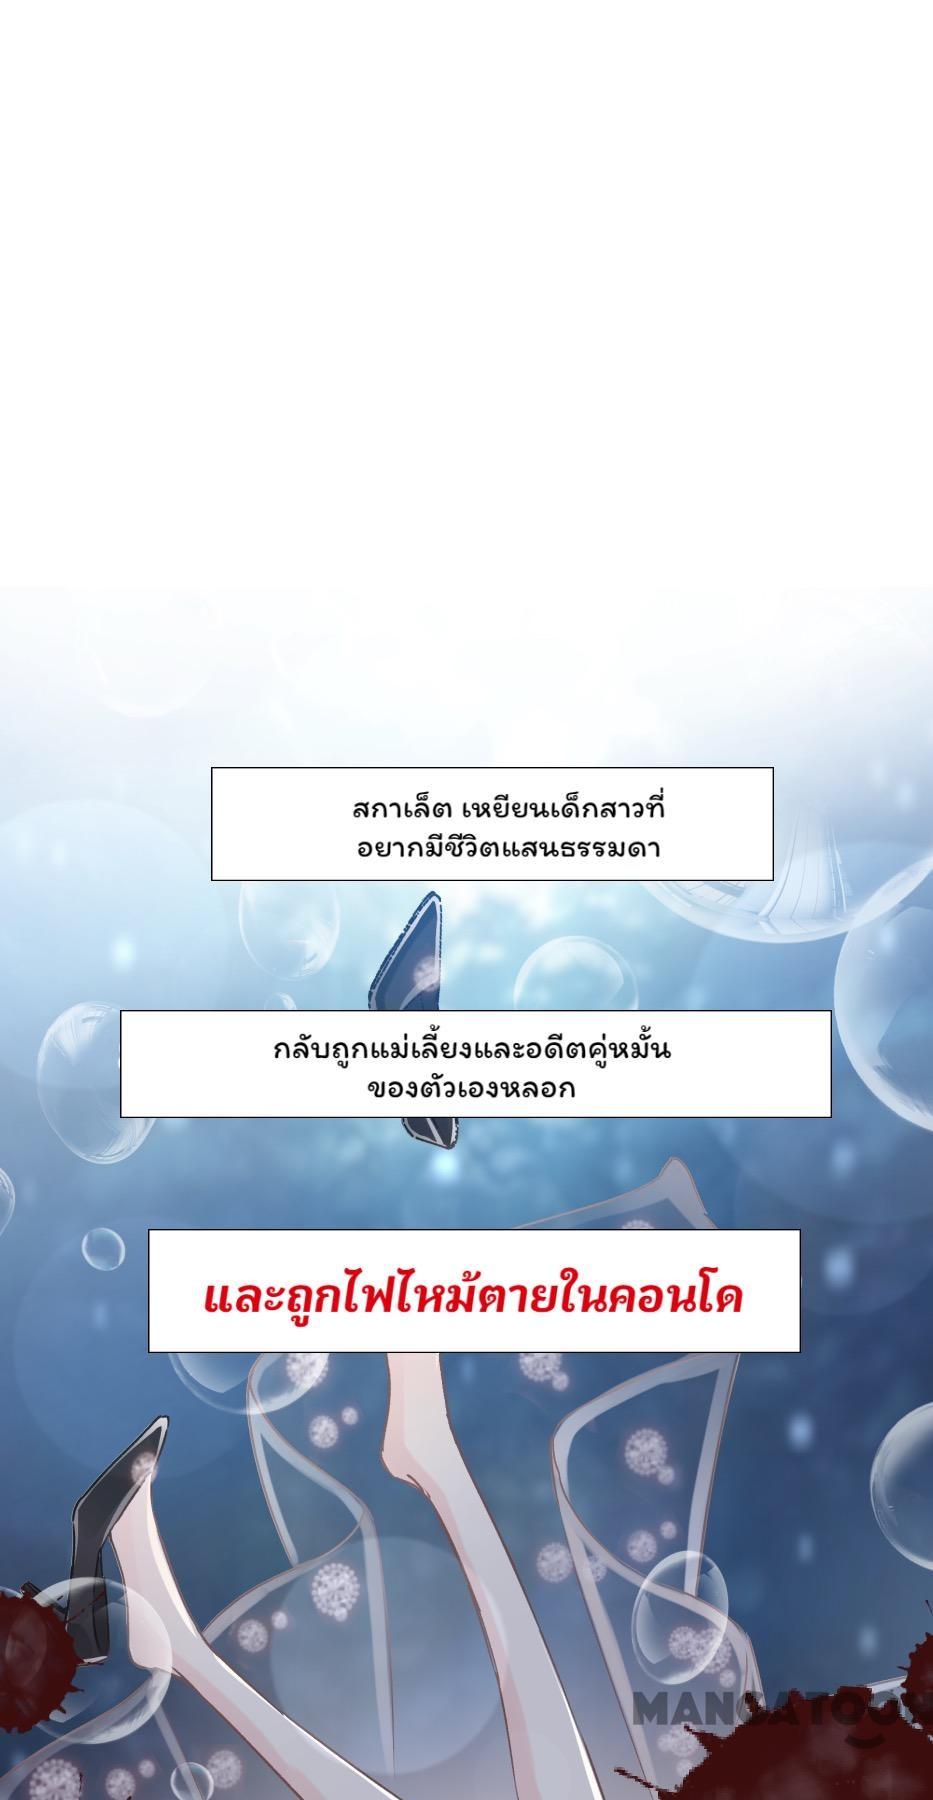 สกาเล็ต เหยียนเด็กสาวที่
อยากมีชีวิตแสนธรรมดา
กลับถูกแม่เลี้ยงและอดีตคู่หมั้น
ของตัวเองหลอก
และถูกไฟไหม้ตายในคอนโด
MANGATOON